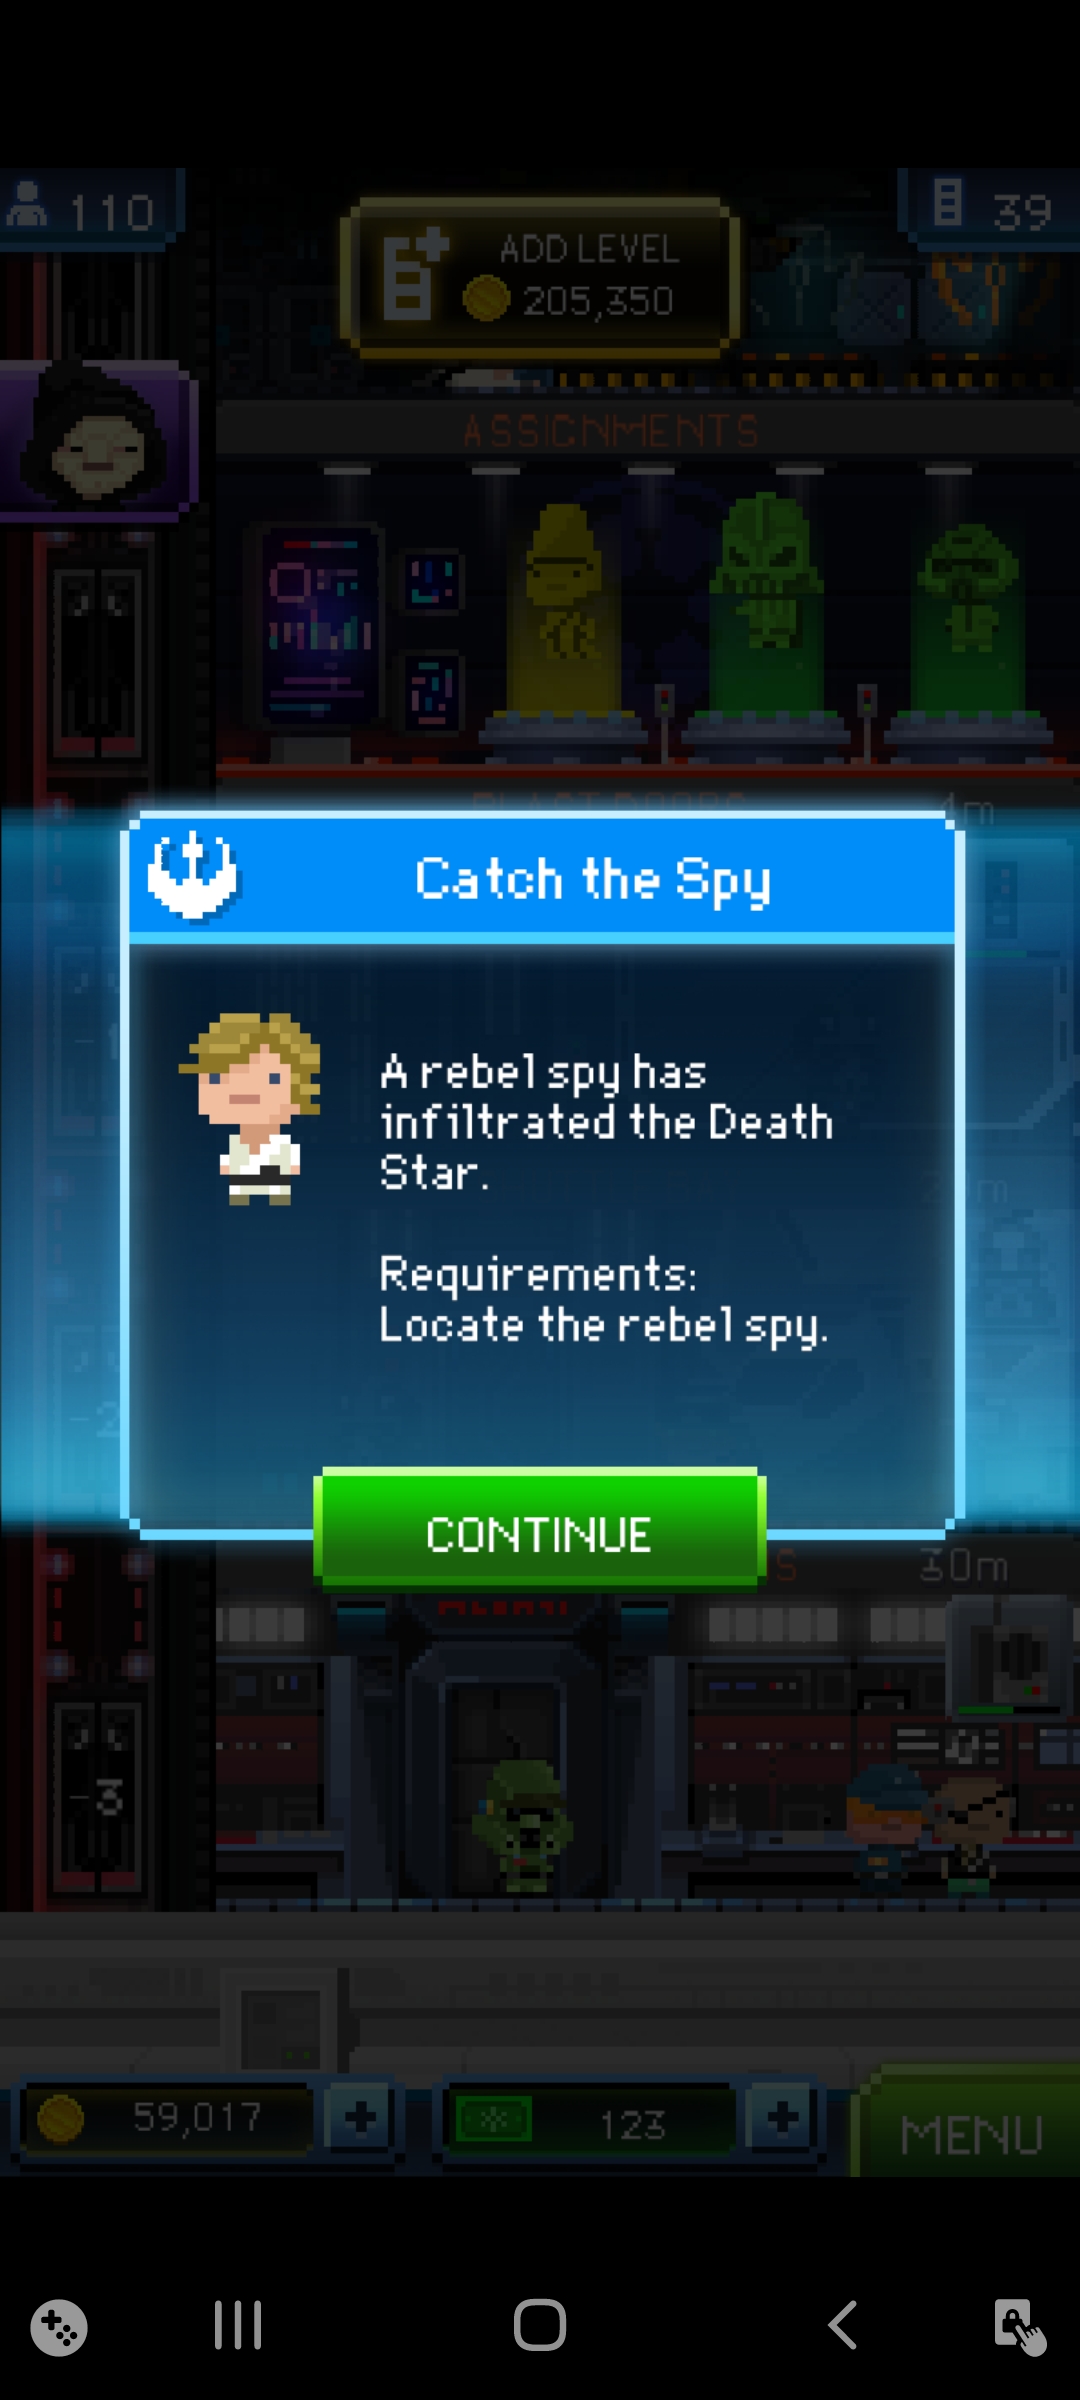 110
39
ADD LEVEL
205,350
ASSIGNMENTS
4m
Catch the Spy
A rebel spy has
infiltrated the Death
Star.
Requirements:
Locate the rebel spy.
CONTINUE
30m
-3
59,017
123
MENU